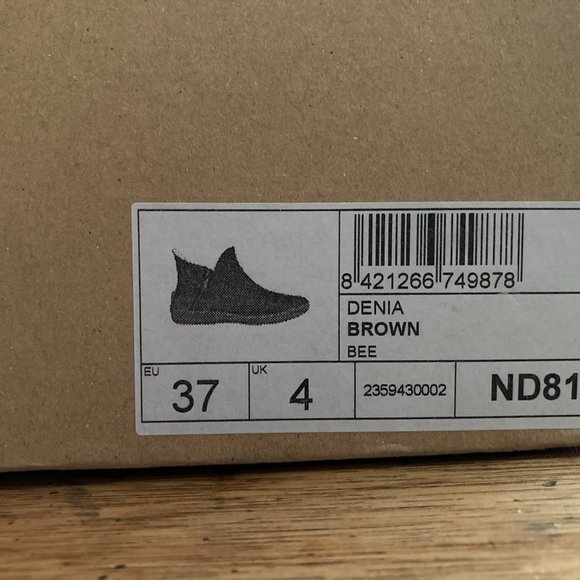 8 421266 749878
DENIA
BROWN
BEE
EU 37
UK 4
2359430002
ND81